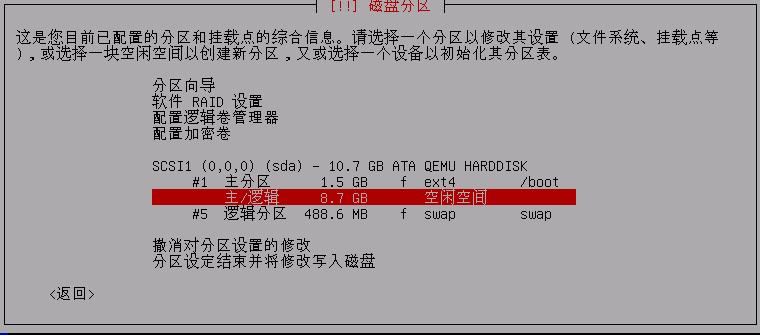 [!!] 磁盘分区
这是您目前已配置的分区和挂载点的综合信息。请选择一个分区以修改其设置 (文件系统、挂载点等
),或选择一块空闲空间以创建新分区,又或选择一个设备以初始化其分区表。
分区向导
软件 RAID 设置
配置逻辑卷管理器
配置加密卷
SCSI1 (0,0,0) (sda) - 10.7 GB ATA QEMU HARDDISK
#1 主分区 1.5 GB f ext4 /boot
主/逻辑 8.7 GB 空闲空间
#5 逻辑分区 488.6 MB f swap swap
撤消对分区设置的修改
分区设定结束并将修改写入磁盘
<返回>